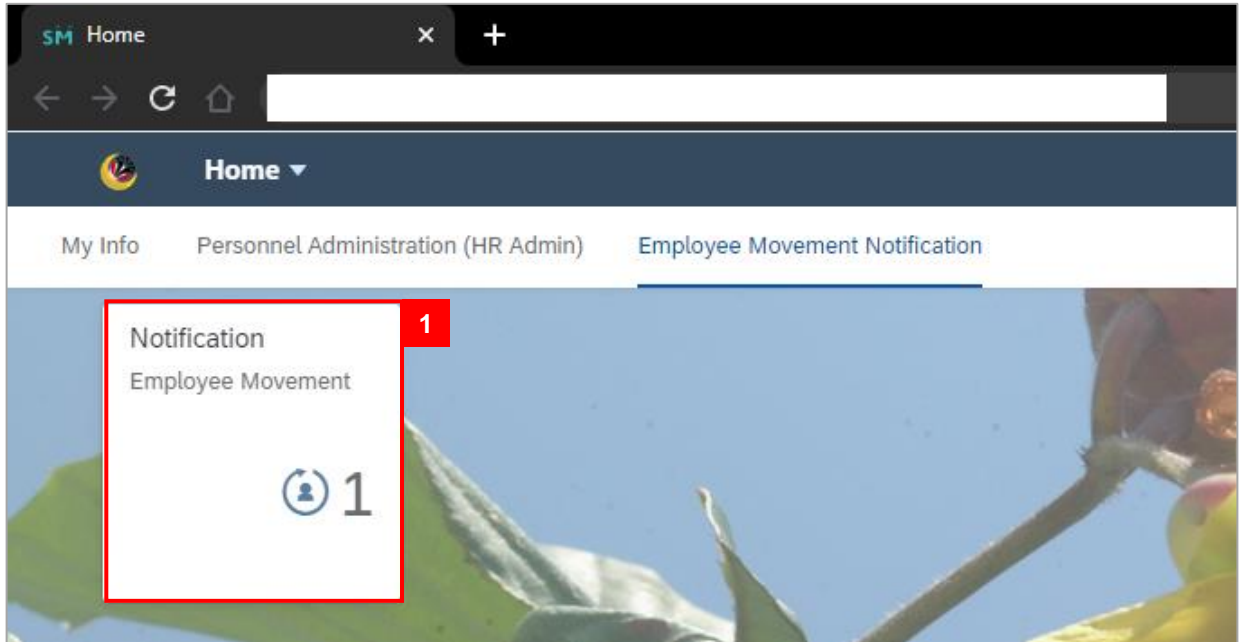 SM Home
Home
My Info Personnel Administration (HR Admin) Employee Movement Notification
1
Notification
Employee Movement
1